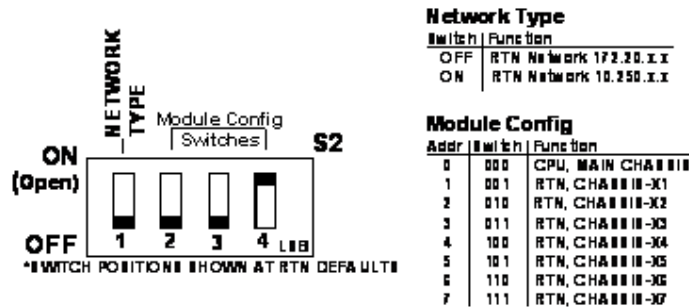 NETWORK
TYPE
Module Config
Switches
S2
ON
(Open)
OFF
1 2 3 4 LSB
*SWITCH POSITIONS SHOWN AT RTN DEFAULTS
Network Type
Switch Function
OFF RTN Network 172.20.x.x
ON RTN Network 10.250.x.x
Module Config
Addr Switch Function
0 000 CPU, MAIN CHASSIS
1 001 RTN, CHASSIS-X1
2 010 RTN, CHASSIS-X2
3 011 RTN, CHASSIS-X3
4 100 RTN, CHASSIS-X4
5 101 RTN, CHASSIS-X5
6 110 RTN, CHASSIS-X6
7 111 RTN, CHASSIS-X7